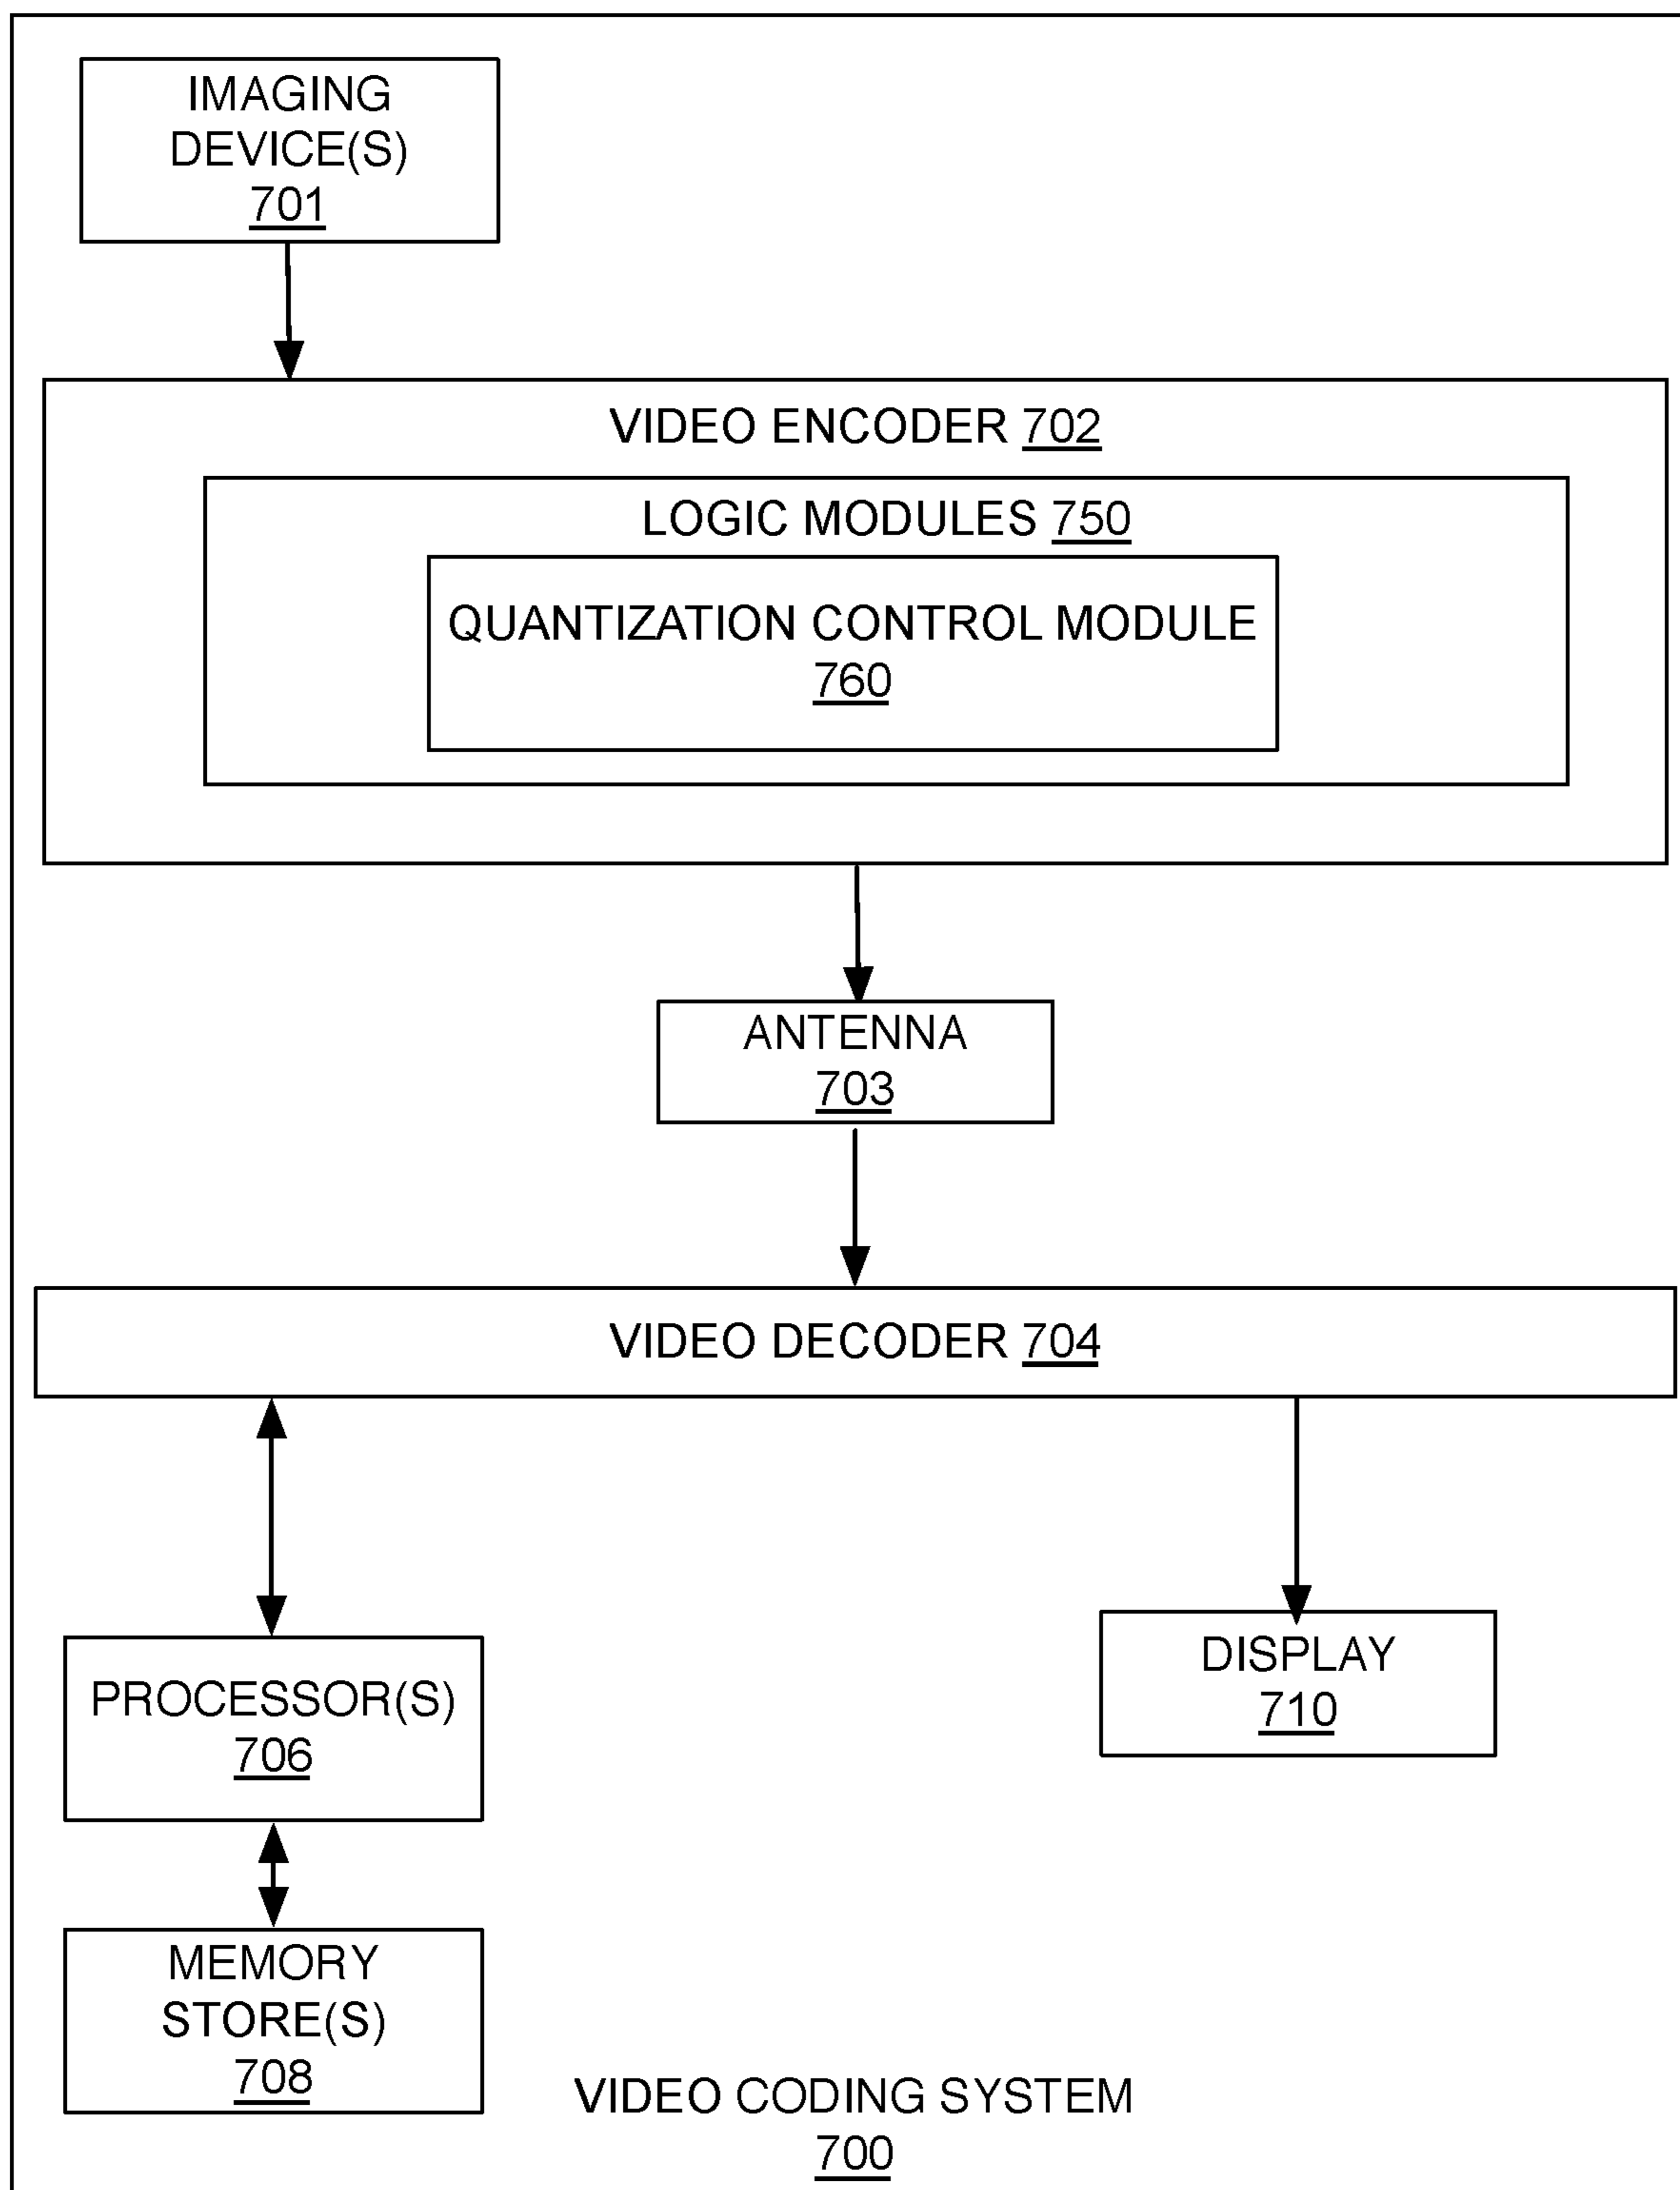 IMAGING
DEVICE(S)
701
VIDEO ENCODER 702
LOGIC MODULES 750
QUANTIZATION CONTROL MODULE
760
ANTENNA
703
VIDEO DECODER 704
PROCESSOR(S)
706
DISPLAY
710
MEMORY
STORE(S)
708
VIDEO CODING SYSTEM
700